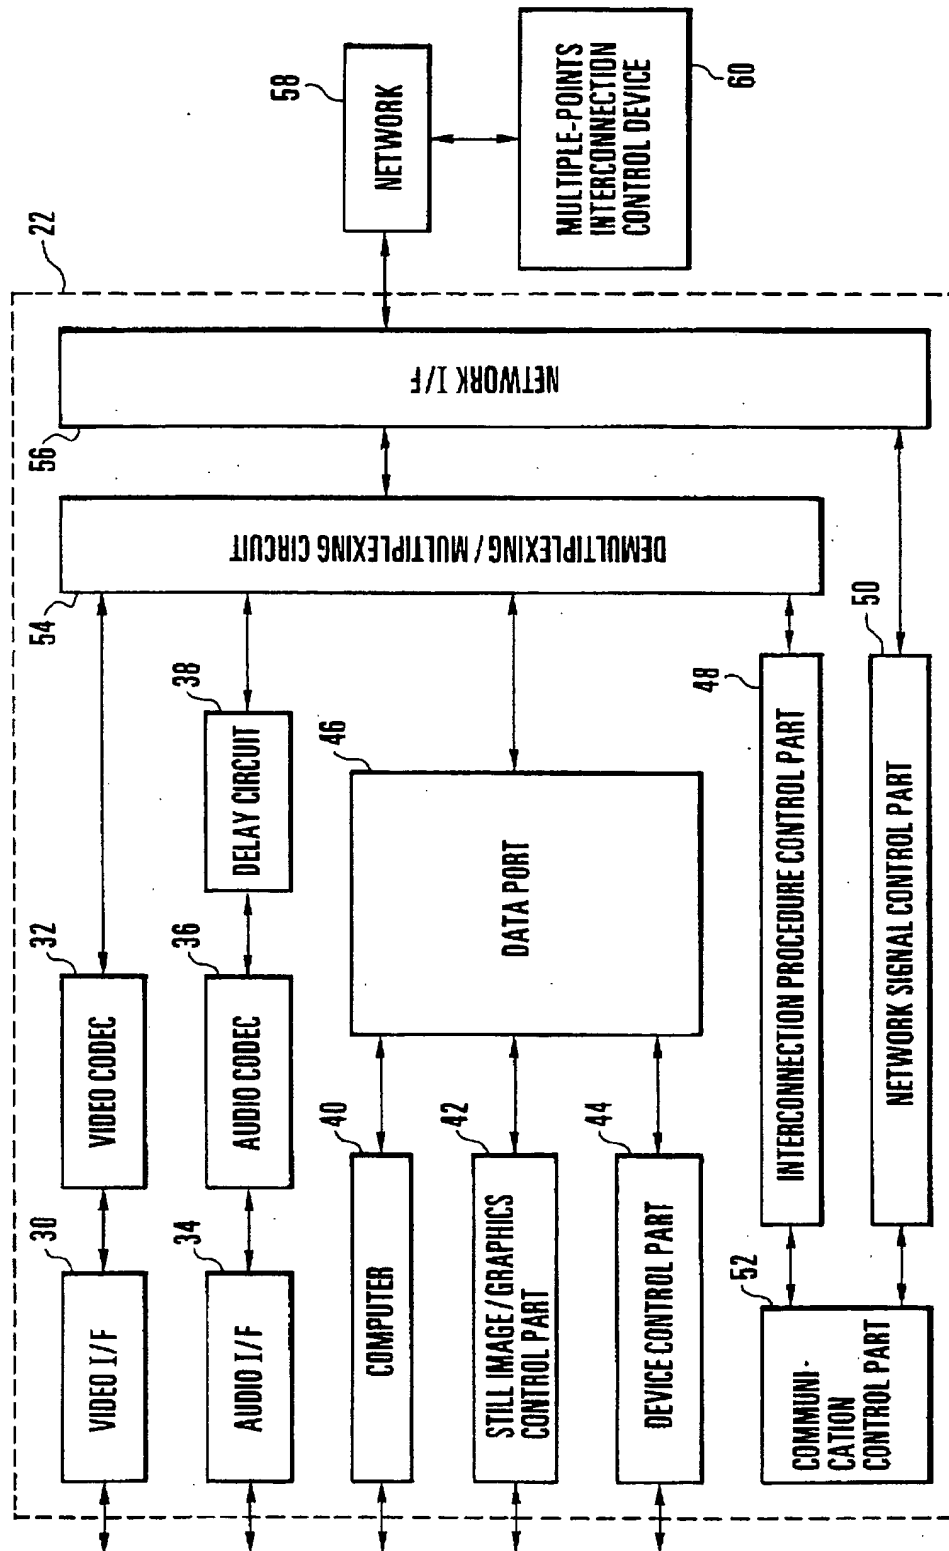 22
30
VIDEO I/F
32
VIDEO CODEC
34
AUDIO I/F
36
AUDIO CODEC
38
DELAY CIRCUIT
40
COMPUTER
42
STILL IMAGE/GRAPHICS
CONTROL PART
44
DEVICE CONTROL PART
46
DATA PORT
48
INTERCONNECTION PROCEDURE CONTROL PART
50
NETWORK SIGNAL CONTROL PART
52
COMMUNI-
CATION
CONTROL PART
54
DEMULTIPLEXING / MULTIPLEXING CIRCUIT
56
NETWORK I/F
58
NETWORK
MULTIPLE-POINTS
INTERCONNECTION
CONTROL DEVICE
60